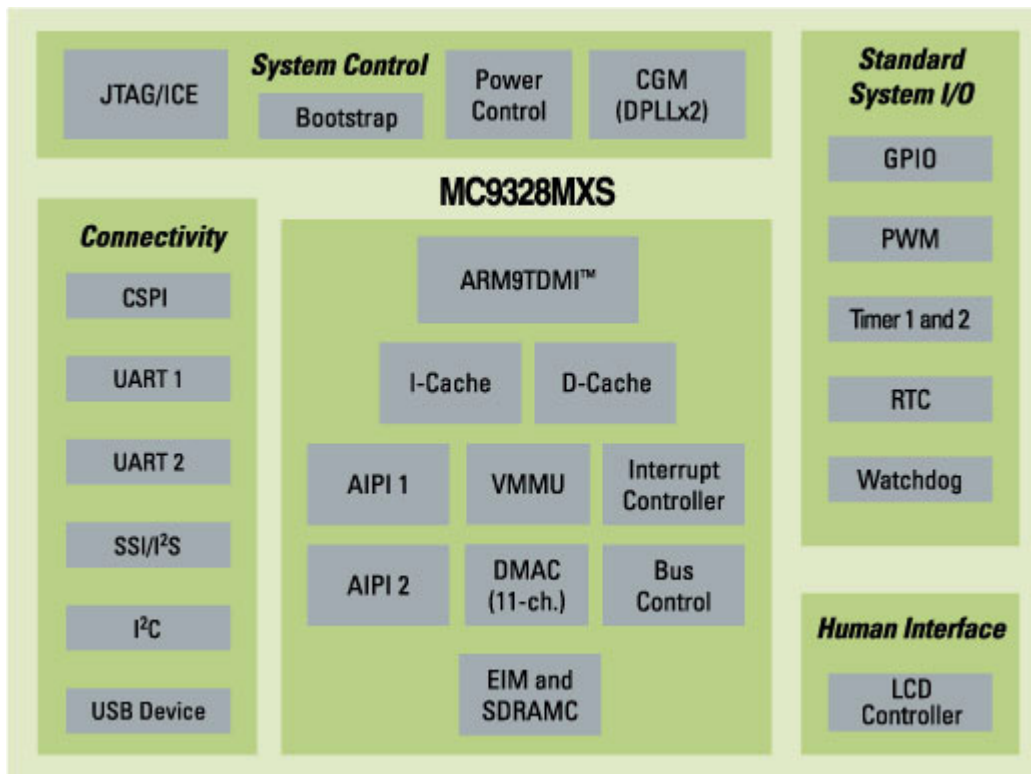 System Control
JTAG/ICE
Bootstrap
Power
Control
CGM
(DPLLx2)
Standard
System I/O
GPIO
PWM
Timer 1 and 2
RTC
Watchdog
MC9328MXS
Connectivity
CSPI
UART 1
UART 2
SSI/I²S
I²C
USB Device
ARM9TDMI™
I-Cache
D-Cache
AIPI 1
VMMU
Interrupt
Controller
AIPI 2
DMAC
(11-ch.)
Bus
Control
EIM and
SDRAMC
Human Interface
LCD
Controller